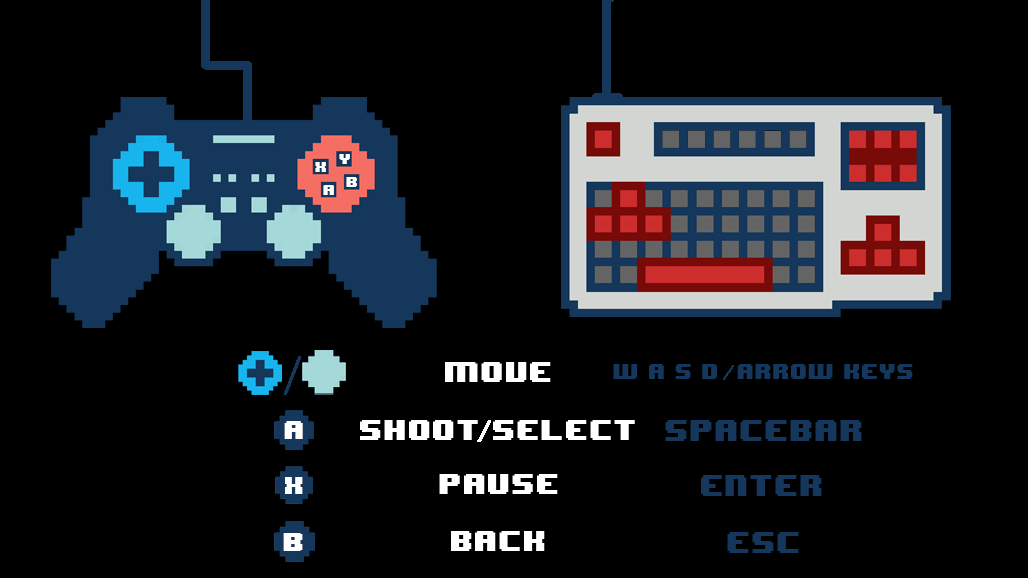 Y
X
B
A
/ MOVE W A S D/ARROW KEYS
A SHOOT/SELECT SPACEBAR
X PAUSE ENTER
B BACK ESC